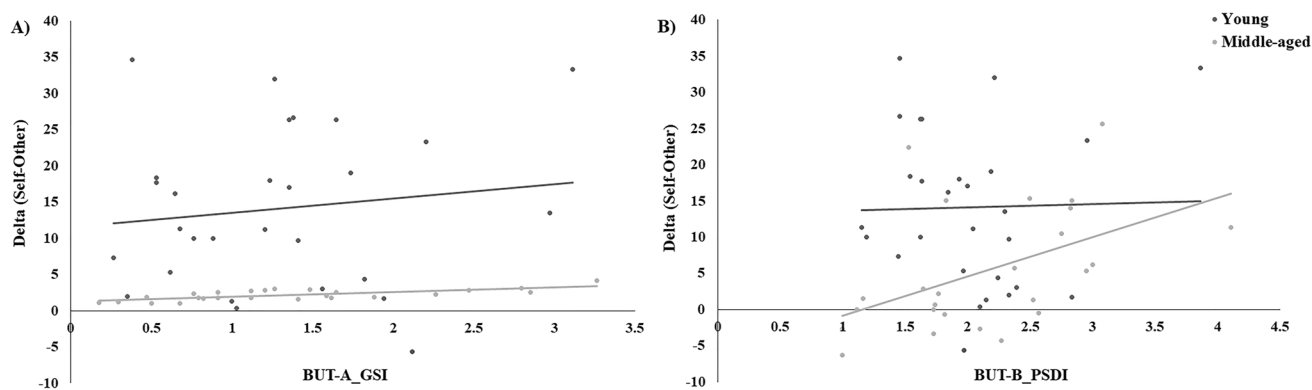 A)
Delta (Self-Other)
40
35
30
25
20
15
10
5
0
-5
-10
0 0.5 1 1.5 2 2.5 3 3.5
BUT-A_GSI
B)
Young
Middle-aged
Delta (Self-Other)
40
35
30
25
20
15
10
5
0
-5
-10
0 1 1.5 2 2.5 3 3.5 4 4.5
BUT-B_PSDI